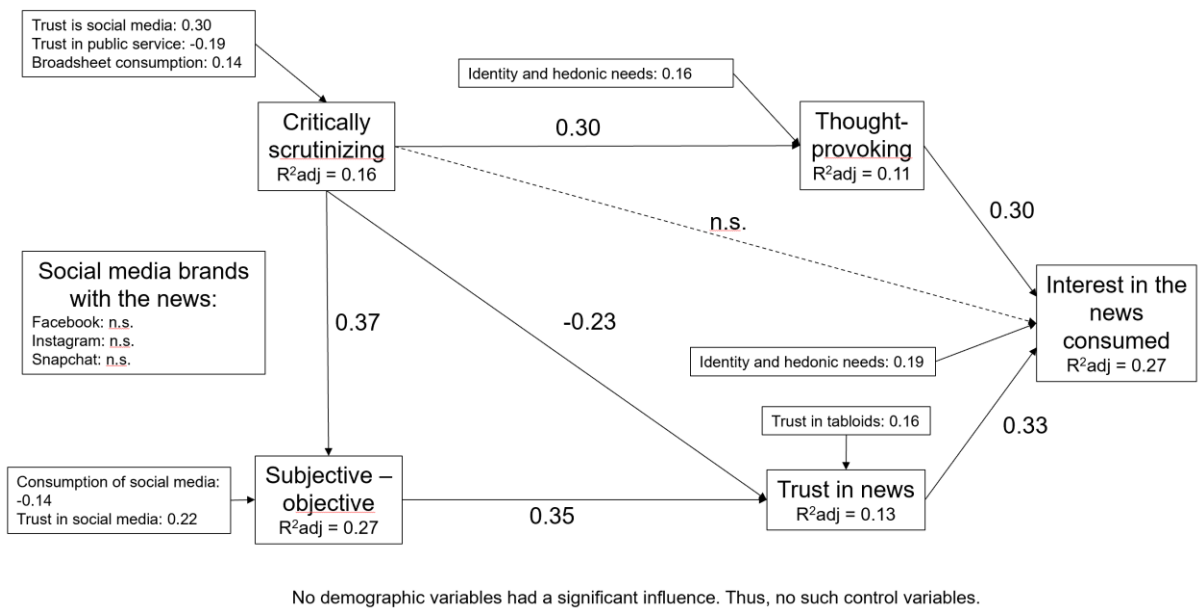 Trust is social media: 0.30
Trust in public service: -0.19
Broadsheet consumption: 0.14
Identity and hedonic needs: 0.16
Critically
scrutinizing
R²adj = 0.16
0.30
Thought-
provoking
R²adj = 0.11
n.s.
0.30
Social media brands
with the news:
Facebook: n.s.
Instagram: n.s.
Snapchat: n.s.
0.37
-0.23
Interest in the
news
consumed
R²adj = 0.27
Identity and hedonic needs: 0.19
Trust in tabloids: 0.16
0.33
Consumption of social media:
-0.14
Trust in social media: 0.22
Subjective –
objective
R²adj = 0.27
0.35
Trust in news
R²adj = 0.13
No demographic variables had a significant influence. Thus, no such control variables.